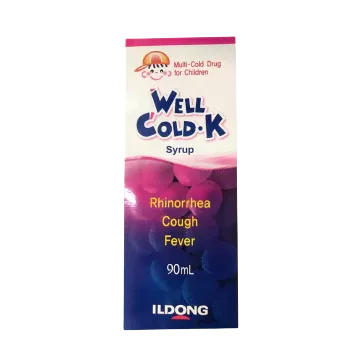 Multi-Cold Drug
for Children
WELL
COLD·K
Syrup
Rhinorrhea
Cough
Fever
90mL
ILDONG